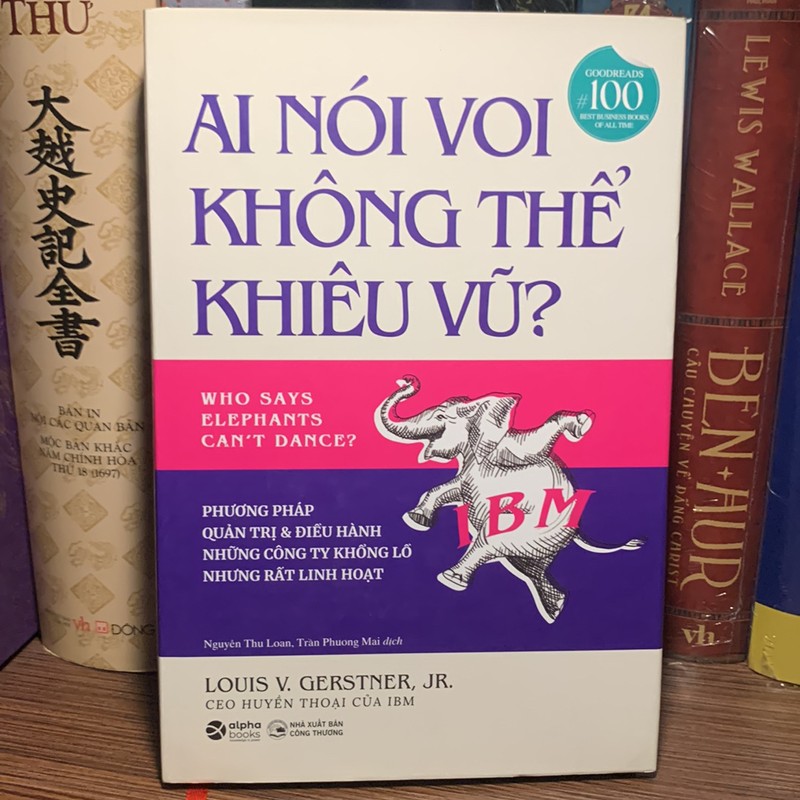 THƯ
大越史記全書
BẢN IN
NỘI CÁC QUAN BẢN
MỘC BẢN KHẮC
NĂM CHÍNH HÒA
THỨ 18 (1697)
vh
ĐÔNG
GOODREADS
#100
BEST BUSINESS BOOKS
OF ALL TIME
AI NÓI VOI
KHÔNG THỂ
KHIÊU VŨ?
WHO SAYS
ELEPHANTS
CAN'T DANCE?
IBM
PHƯƠNG PHÁP
QUẢN TRỊ & ĐIỀU HÀNH
NHỮNG CÔNG TY KHỔNG LỒ
NHƯNG RẤT LINH HOẠT
Nguyễn Thu Loan, Trần Phương Mai dịch
LOUIS V. GERSTNER, JR.
CEO HUYỀN THOẠI CỦA IBM
alpha
books
NHÀ XUẤT BẢN
CÔNG THƯƠNG
LEWIS WALLACE
BEN+HUR
CÂU CHUYỆN VỀ ĐẤNG CHRIST
vh